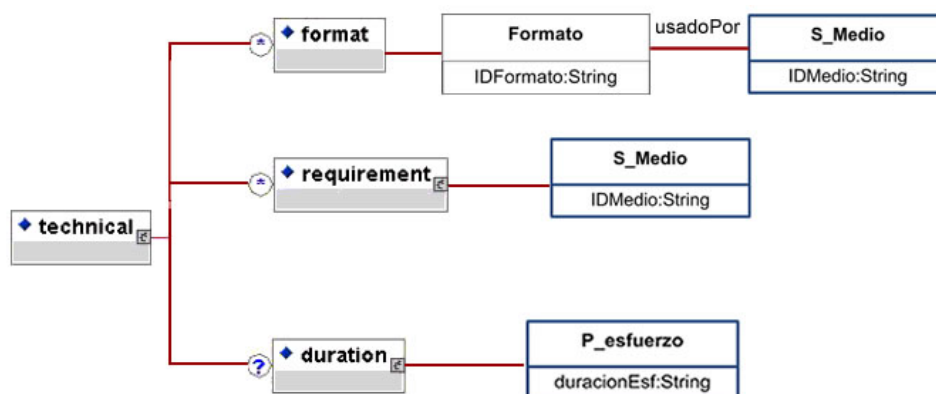 format
Formato
IDFormato:String
usadoPor
S_Medio
IDMedio:String
*
requirement
*
S_Medio
IDMedio:String
technical
duration
?
P_esfuerzo
duracionEsf:String